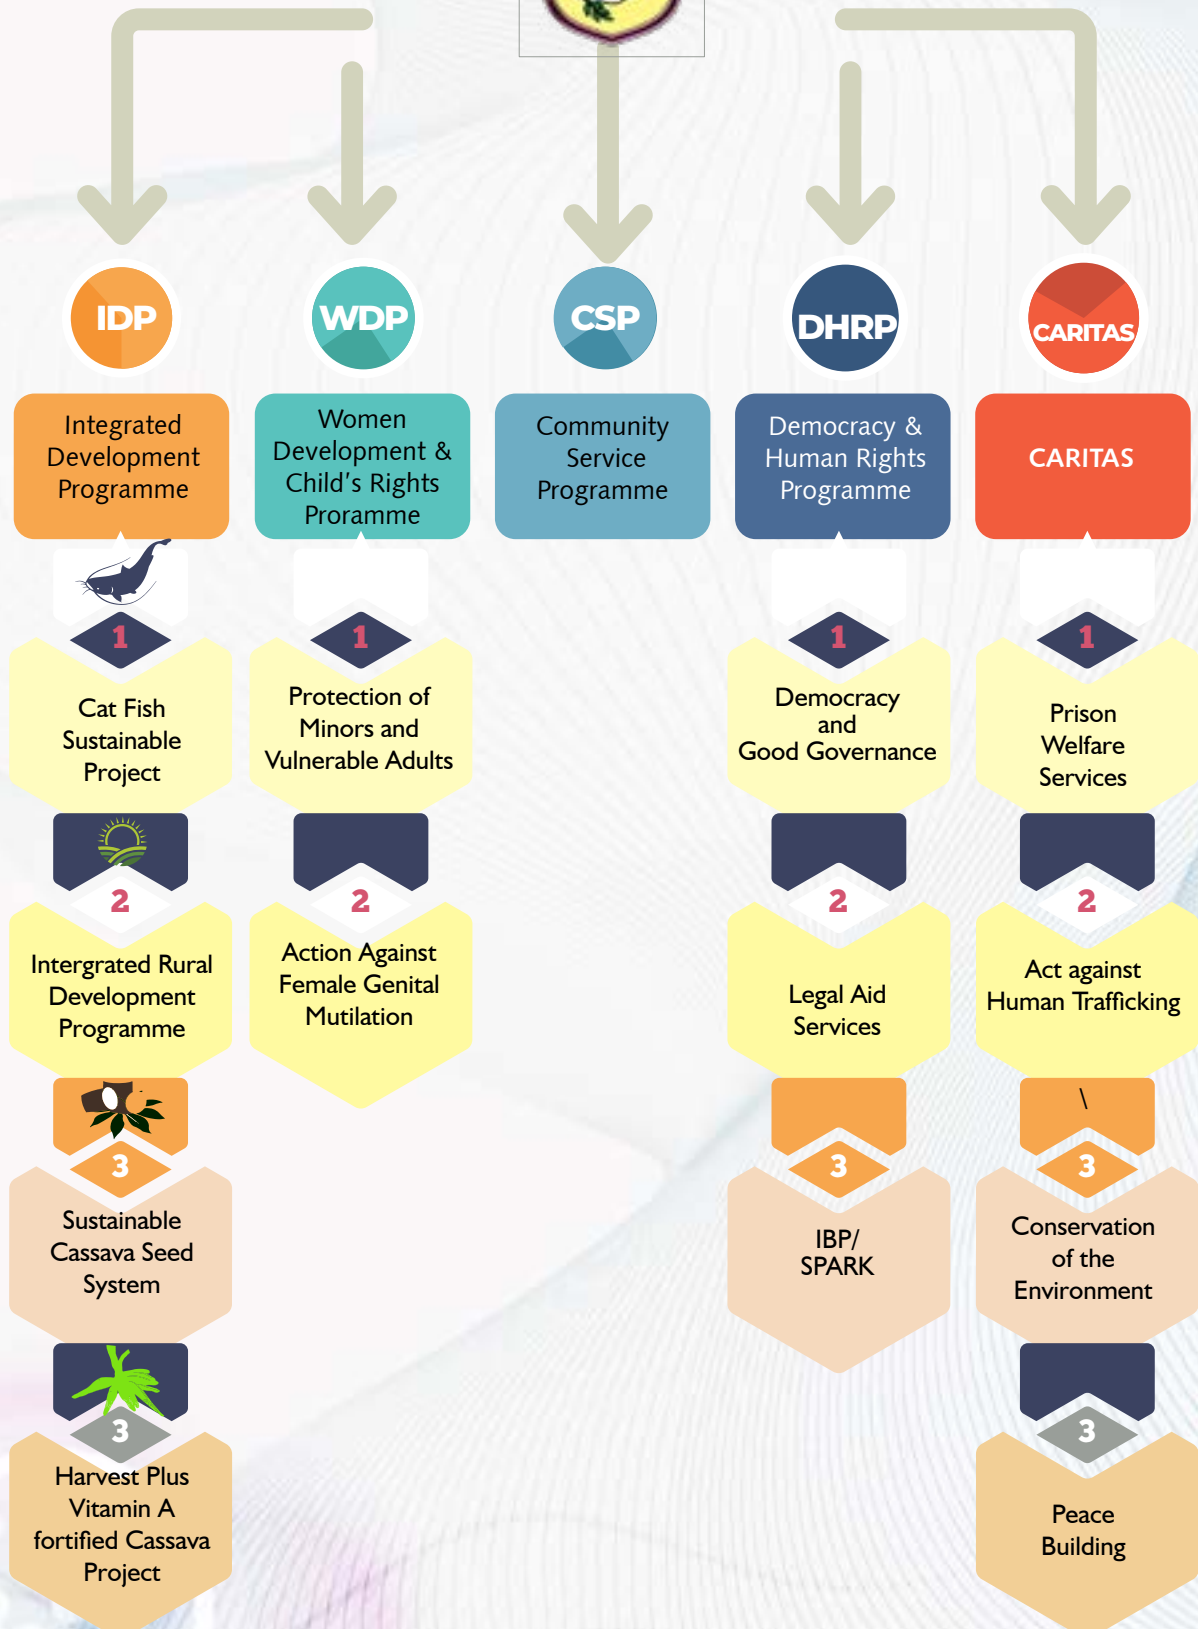 IDP
WDP
CSP
DHRP
CARITAS
Integrated
Development
Programme
Women
Development &
Child's Rights
Proramme
Community
Service
Programme
Democracy &
Human Rights
Programme
CARITAS
1
Cat Fish
Sustainable
Project
2
Intergrated Rural
Development
Programme
3
Sustainable
Cassava Seed
System
3
Harvest Plus
Vitamin A
fortified Cassava
Project
1
Protection of
Minors and
Vulnerable Adults
2
Action Against
Female Genital
Mutilation
1
Democracy
and
Good Governance
2
Legal Aid
Services
3
IBP/
SPARK
1
Prison
Welfare
Services
2
Act against
Human Trafficking
\
3
Conservation
of the
Environment
3
Peace
Building